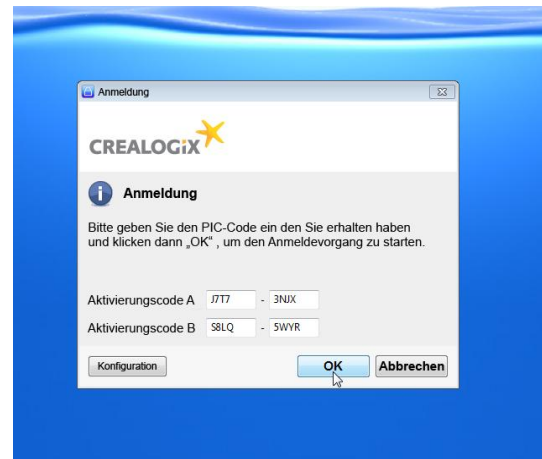 Anmeldung
CREALOGiX
Anmeldung
Bitte geben Sie den PIC-Code ein den Sie erhalten haben
und klicken dann „OK“ , um den Anmeldevorgang zu starten.
Aktivierungscode A J7T7 - 3NJX
Aktivierungscode B S8LQ - 5WYR
Konfiguration OK Abbrechen